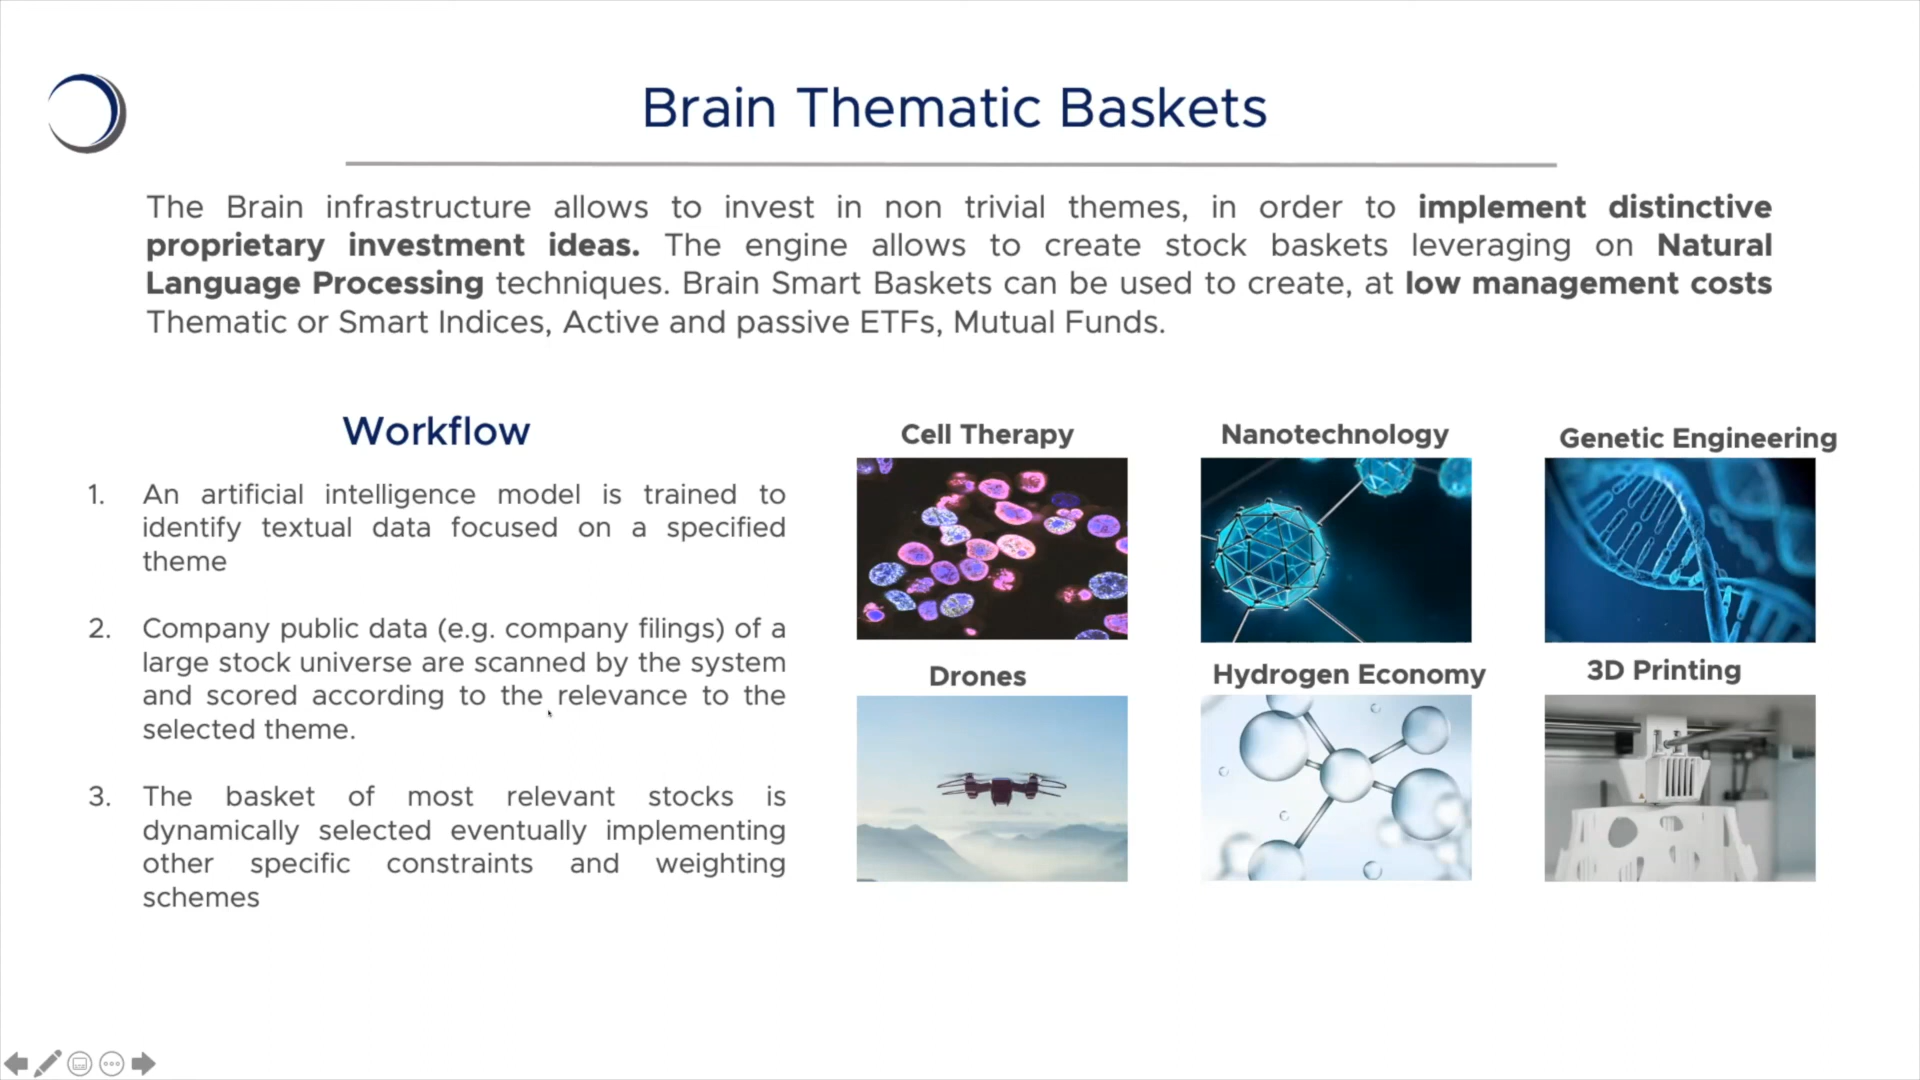 Brain Thematic Baskets
The Brain infrastructure allows to invest in non trivial themes, in order to implement distinctive
proprietary investment ideas. The engine allows to create stock baskets leveraging on Natural
Language Processing techniques. Brain Smart Baskets can be used to create, at low management costs
Thematic or Smart Indices, Active and passive ETFs, Mutual Funds.
Workflow
1. An artificial intelligence model is trained to
identify textual data focused on a specified
theme
2. Company public data (e.g. company filings) of a
large stock universe are scanned by the system
and scored according to the relevance to the
selected theme.
3. The basket of most relevant stocks is
dynamically selected eventually implementing
other specific constraints and weighting
schemes
Cell Therapy
Nanotechnology
Genetic Engineering
Drones
Hydrogen Economy
3D Printing